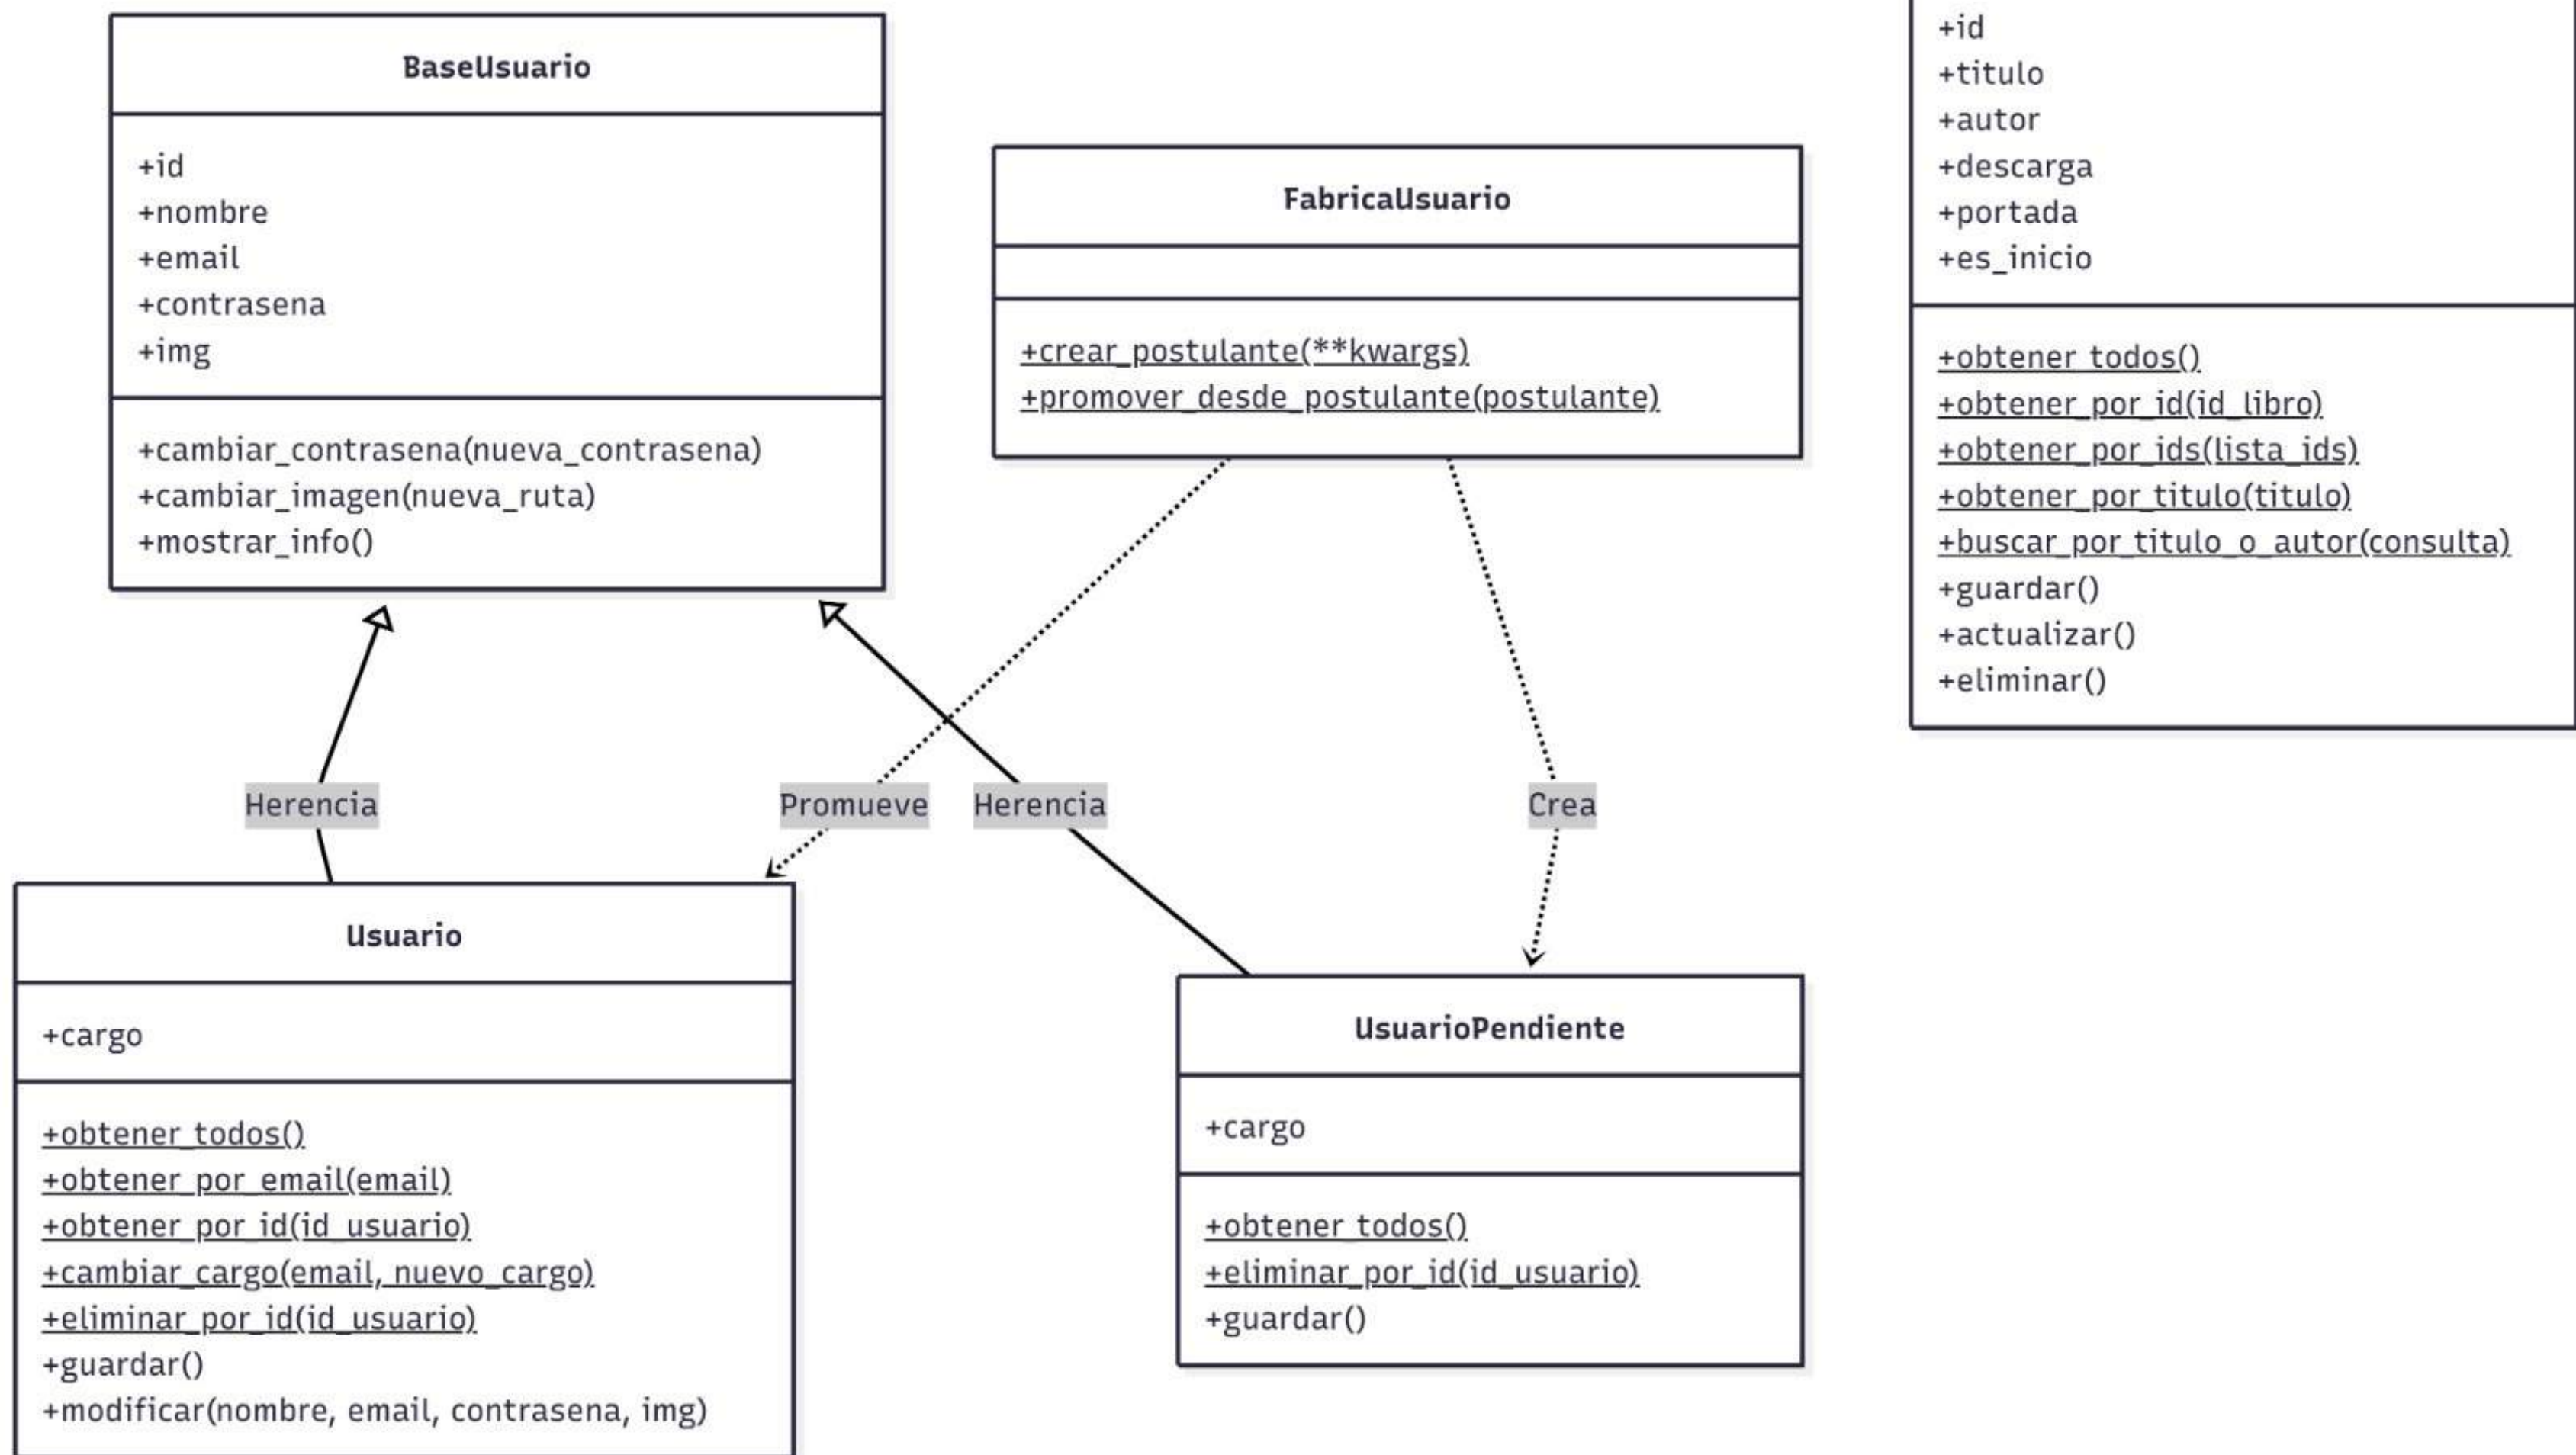 BaseUsuario
+id
+nombre
+email
+contrasena
+img
+cambiar_contrasena(nueva_contrasena)
+cambiar_imagen(nueva_ruta)
+mostrar_info()
FabricaUsuario
+crear_postulante(**kwargs)
+promover_desde_postulante(postulante)
+id
+titulo
+autor
+descarga
+portada
+es_inicio
+obtener_todos()
+obtener_por_id(id_libro)
+obtener_por_ids(lista_ids)
+obtener_por_titulo(titulo)
+buscar_por_titulo_o_autor(consulta)
+guardar()
+actualizar()
+eliminar()
Herencia
Promueve
Herencia
Crea
Usuario
+cargo
+obtener_todos()
+obtener_por_email(email)
+obtener_por_id(id_usuario)
+cambiar_cargo(email, nuevo_cargo)
+eliminar_por_id(id_usuario)
+guardar()
+modificar(nombre, email, contrasena, img)
UsuarioPendiente
+cargo
+obtener_todos()
+eliminar_por_id(id_usuario)
+guardar()